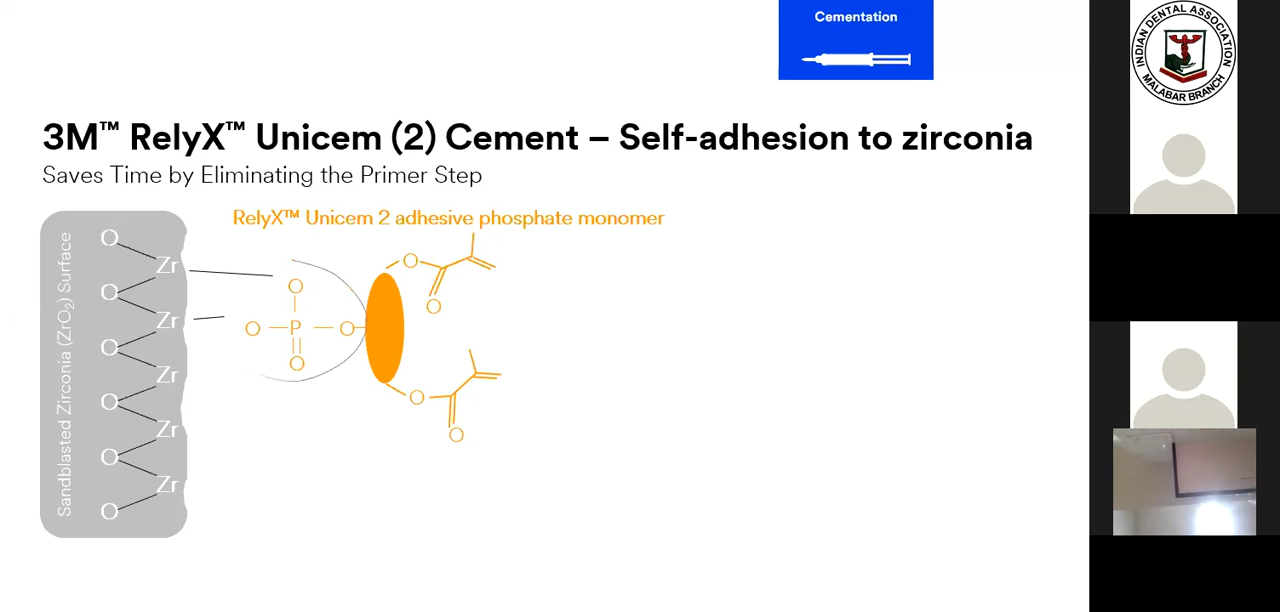 Cementation
3M™ RelyX™ Unicem (2) Cement – Self-adhesion to zirconia
Saves Time by Eliminating the Primer Step
RelyX™ Unicem 2 adhesive phosphate monomer
Sandblasted Zirconia (ZrO₂) Surface
O
Zr
O
Zr
O
Zr
O
Zr
O
Zr
O
O
O — P — O
O
O
O
O
O
INDIAN DENTAL ASSOCIATION
MALABAR BRANCH